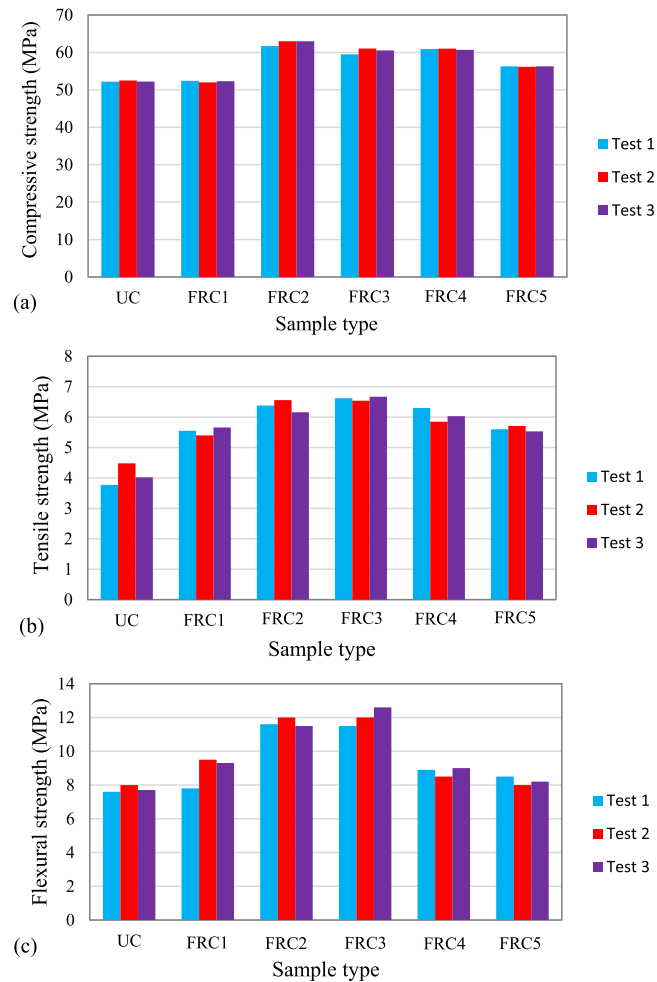 Compressive strength (MPa)
70
60
50
40
30
20
10
0
UC FRC1 FRC2 FRC3 FRC4 FRC5
Sample type
Test 1
Test 2
Test 3
(a)
Tensile strength (MPa)
8
7
6
5
4
3
2
1
0
UC FRC1 FRC2 FRC3 FRC4 FRC5
Sample type
Test 1
Test 2
Test 3
(b)
Flexural strength (MPa)
14
12
10
8
6
4
2
0
UC FRC1 FRC2 FRC3 FRC4 FRC5
Sample type
Test 1
Test 2
Test 3
(c)